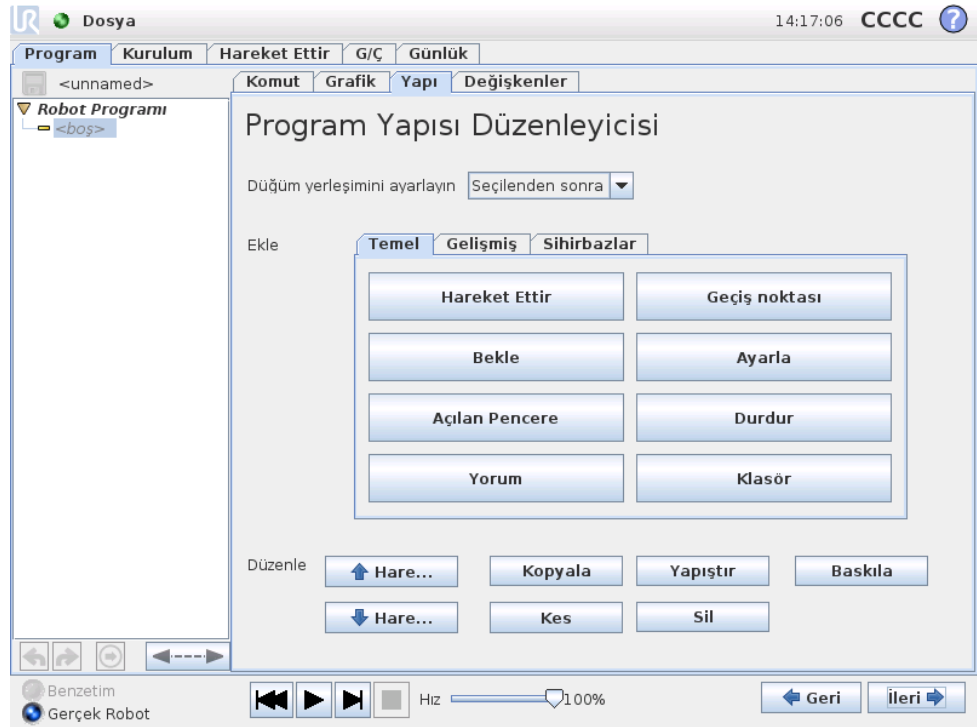 UR Dosya 14:17:06 CCCC ?
Program Kurulum Hareket Ettir G/Ç Günlük
<unnamed>
Robot Programı
<boş>
Komut Grafik Yapı Değişkenler
Program Yapısı Düzenleyicisi
Düğüm yerleşimini ayarlayın Seçilenden sonra
Ekle
Temel Gelişmiş Sihirbazlar
Hareket Ettir Geçiş noktası
Bekle Ayarla
Açılan Pencere Durdur
Yorum Klasör
Düzenle
Hare... Kopyala Yapıştır Baskıla
Hare... Kes Sil
Benzetim
Gerçek Robot
Hız 100%
Geri İleri